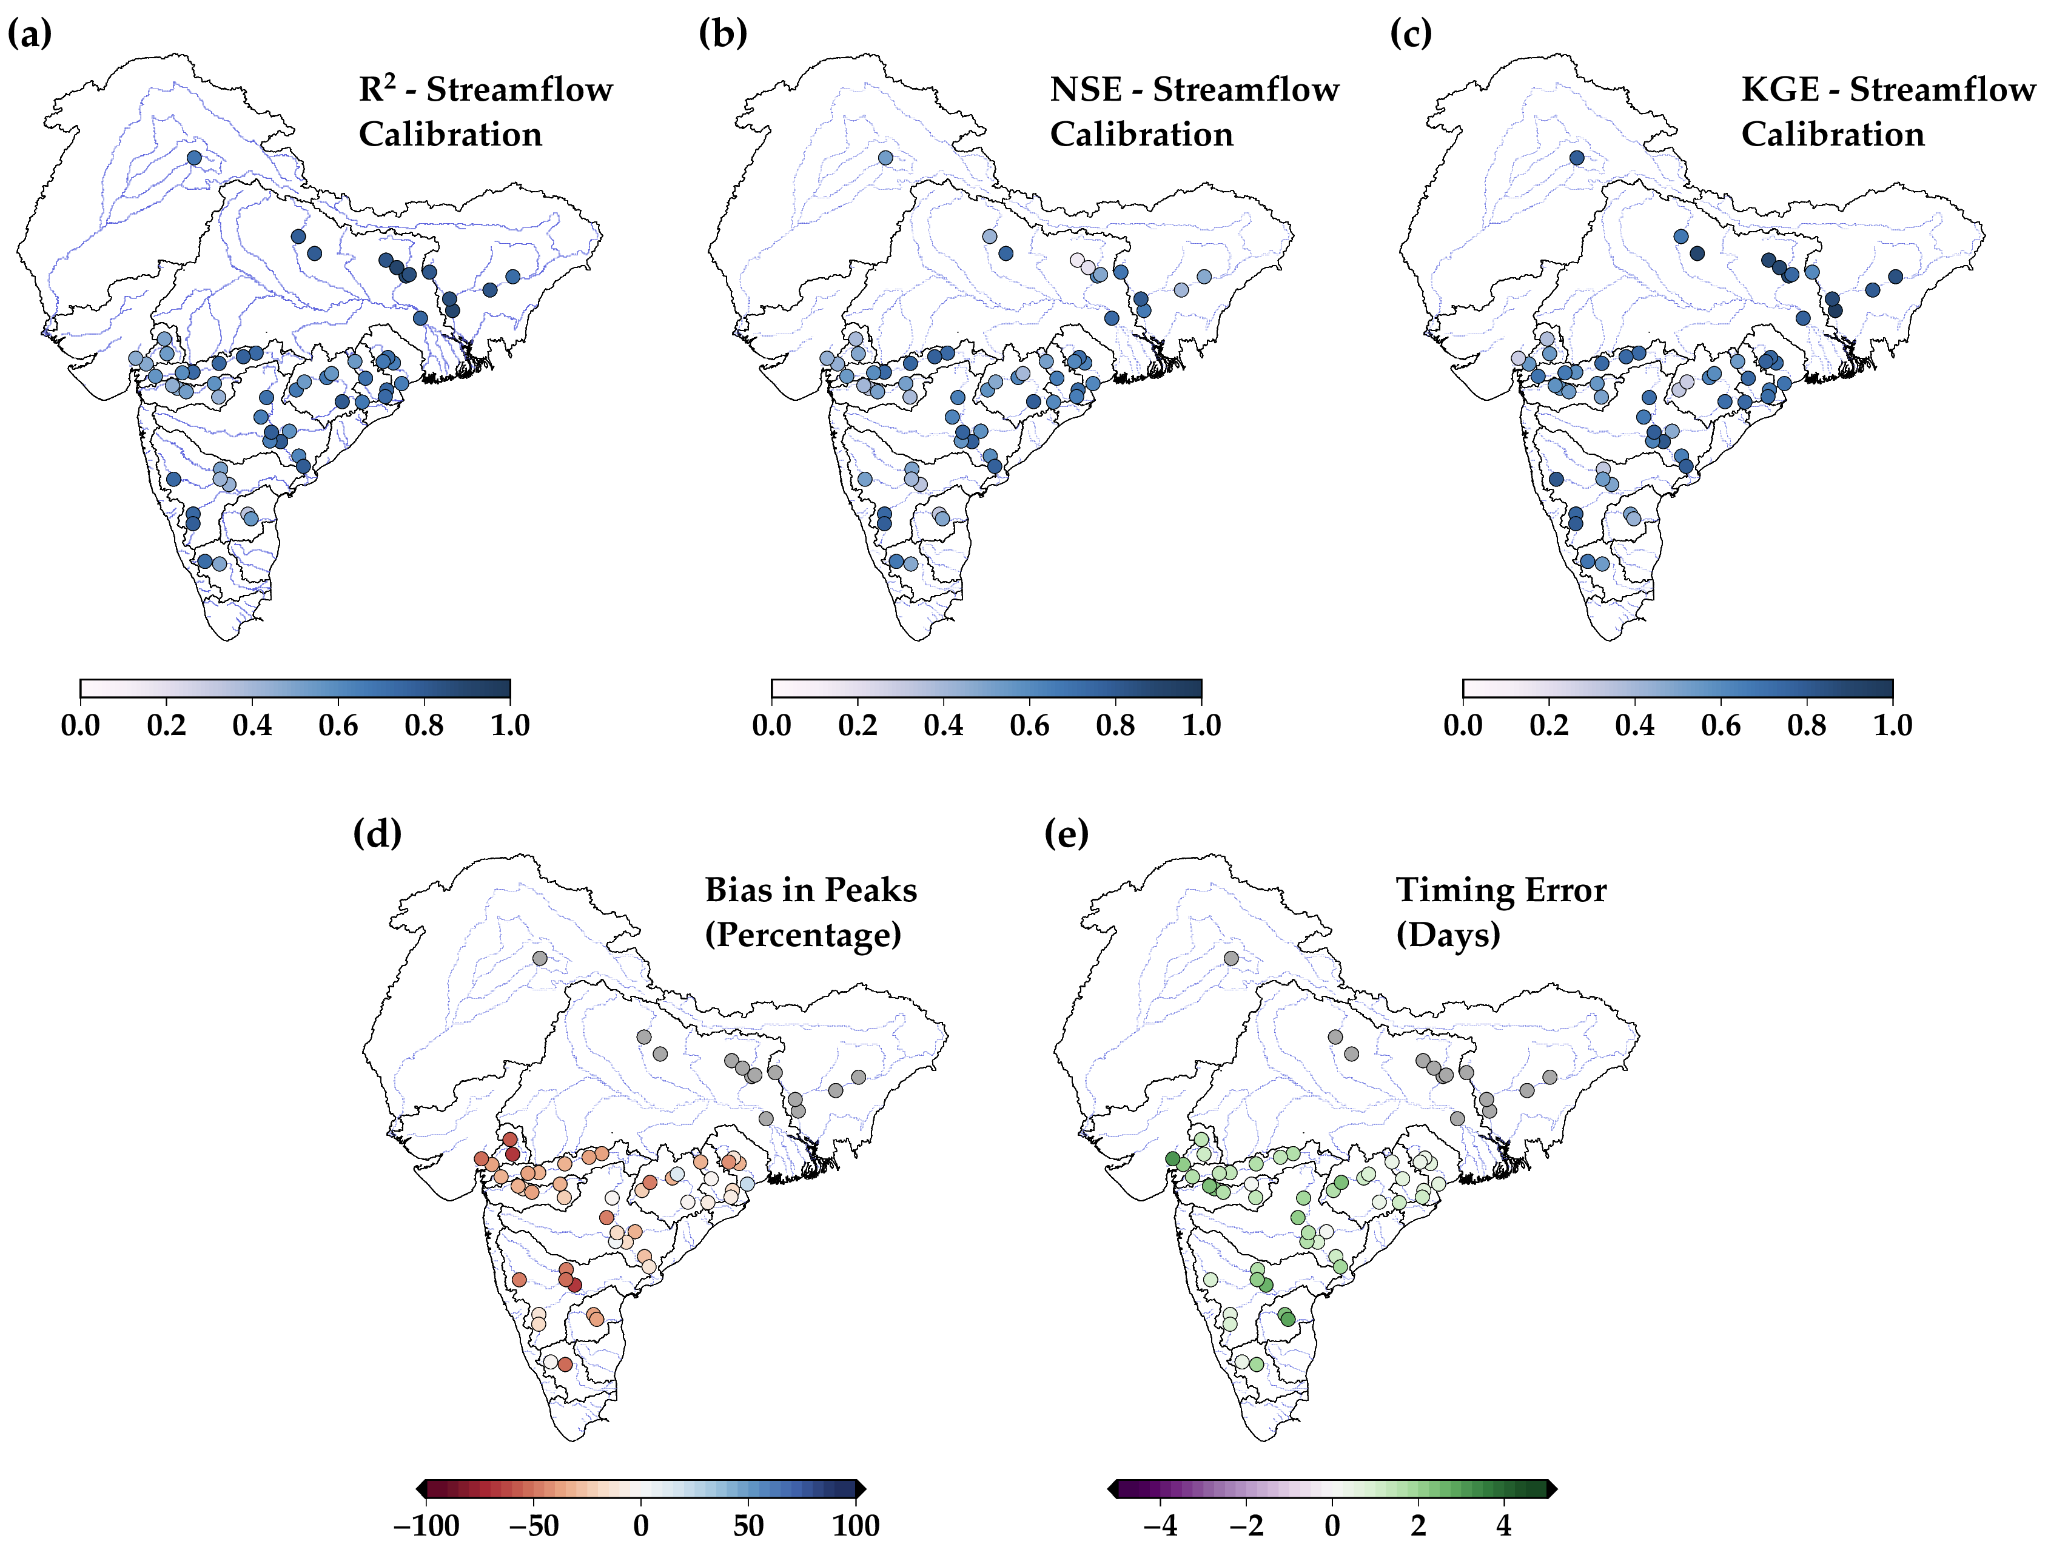 (a)
R² - Streamflow
Calibration
0.0 0.2 0.4 0.6 0.8 1.0
(b)
NSE - Streamflow
Calibration
0.0 0.2 0.4 0.6 0.8 1.0
(c)
KGE - Streamflow
Calibration
0.0 0.2 0.4 0.6 0.8 1.0
(d)
Bias in Peaks
(Percentage)
−100 −50 0 50 100
(e)
Timing Error
(Days)
−4 −2 0 2 4